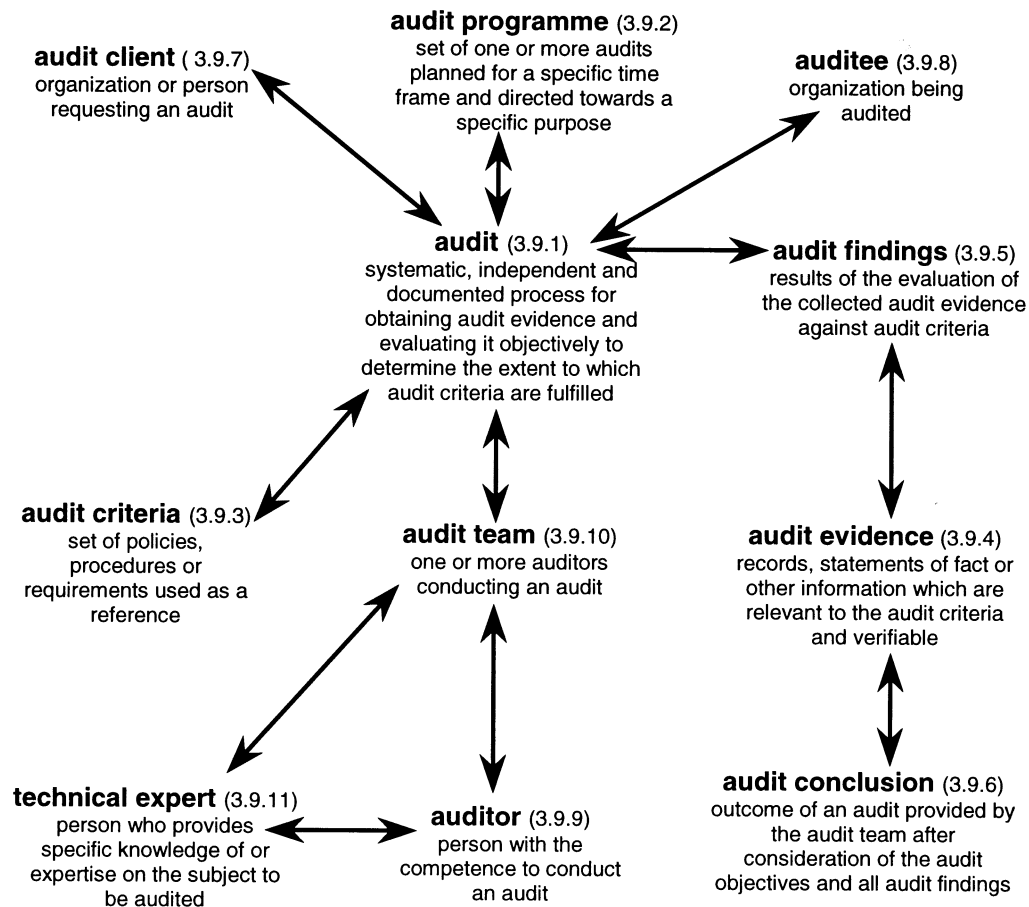 audit programme (3.9.2)
set of one or more audits
planned for a specific time
frame and directed towards a
specific purpose
audit client ( 3.9.7)
organization or person
requesting an audit
auditee (3.9.8)
organization being
audited
audit (3.9.1)
systematic, independent and
documented process for
obtaining audit evidence and
evaluating it objectively to
determine the extent to which
audit criteria are fulfilled
audit findings (3.9.5)
results of the evaluation of
the collected audit evidence
against audit criteria
audit criteria (3.9.3)
set of policies,
procedures or
requirements used as a
reference
audit team (3.9.10)
one or more auditors
conducting an audit
audit evidence (3.9.4)
records, statements of fact or
other information which are
relevant to the audit criteria
and verifiable
technical expert (3.9.11)
person who provides
specific knowledge of or
expertise on the subject to
be audited
auditor (3.9.9)
person with the
competence to conduct
an audit
audit conclusion (3.9.6)
outcome of an audit provided by
the audit team after
consideration of the audit
objectives and all audit findings